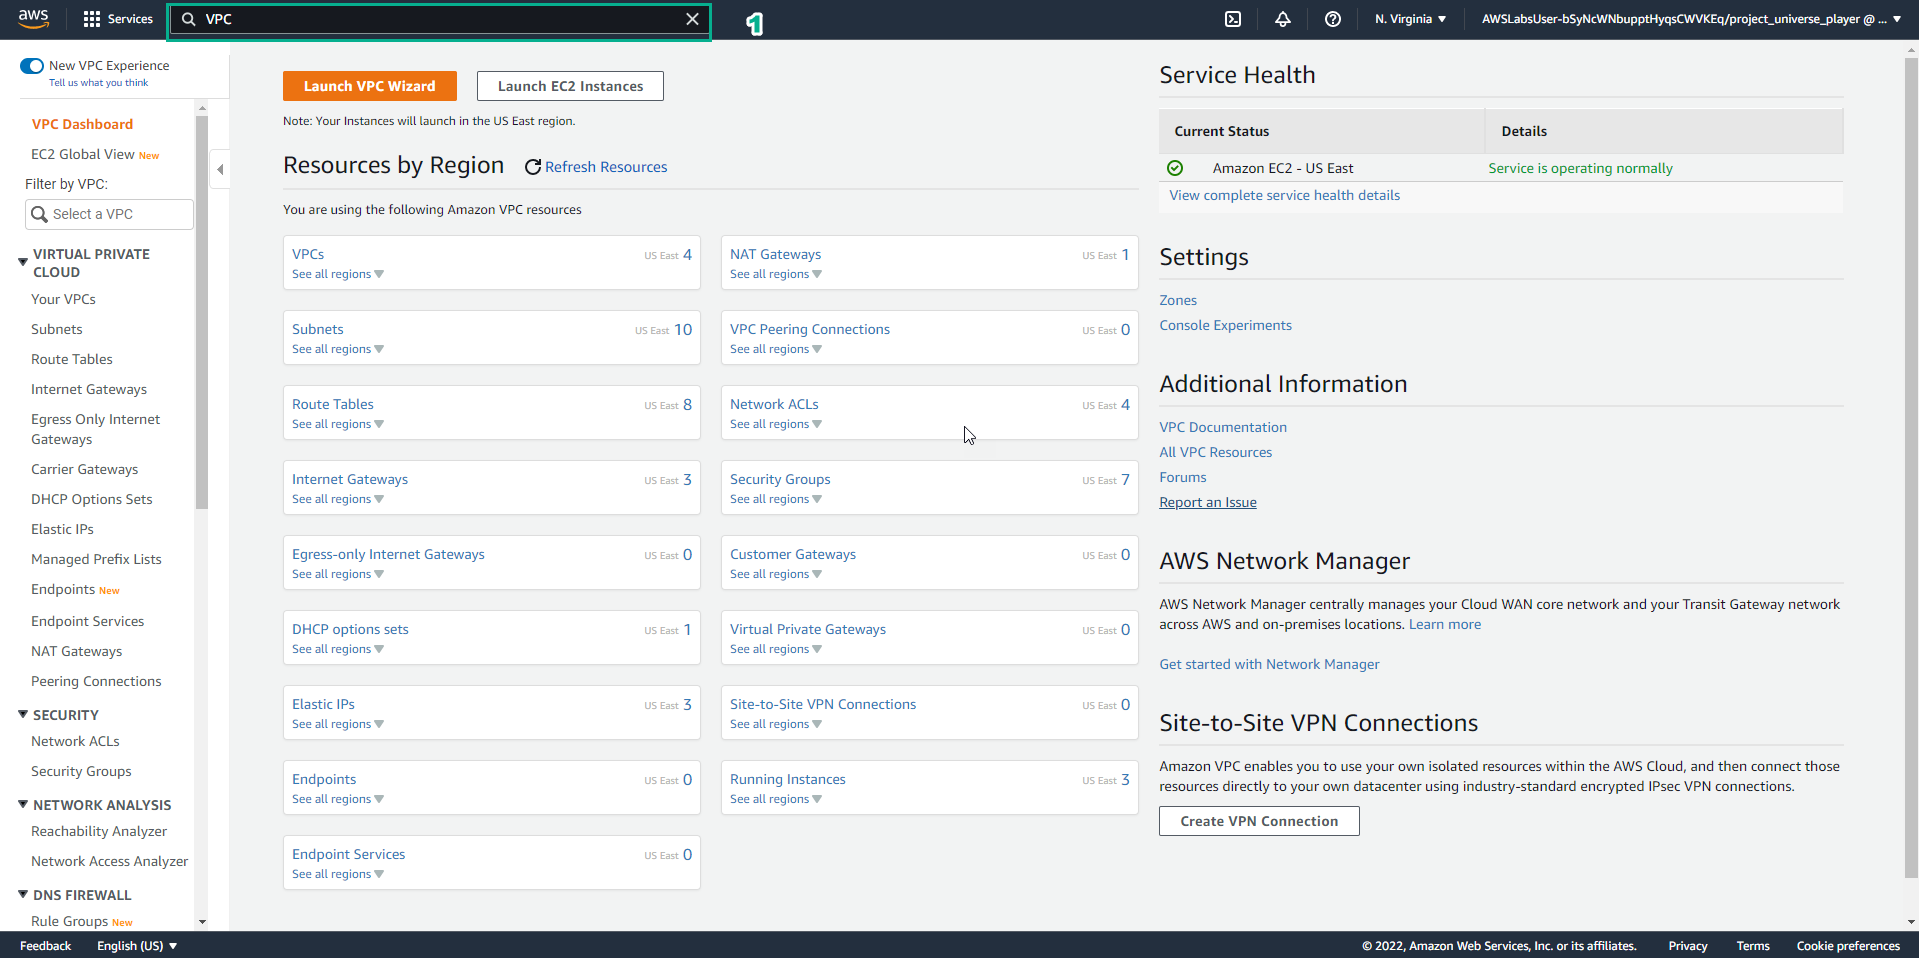 aws
Services
VPC
1
N. Virginia
AWSLabsUser-bSyNcWNbupptHyqsCWVKEq/project_universe_player @ ...
New VPC Experience
Tell us what you think
VPC Dashboard
EC2 Global View New
Filter by VPC:
Select a VPC
VIRTUAL PRIVATE
CLOUD
Your VPCs
Subnets
Route Tables
Internet Gateways
Egress Only Internet
Gateways
Carrier Gateways
DHCP Options Sets
Elastic IPs
Managed Prefix Lists
Endpoints New
Endpoint Services
NAT Gateways
Peering Connections
SECURITY
Network ACLs
Security Groups
NETWORK ANALYSIS
Reachability Analyzer
Network Access Analyzer
DNS FIREWALL
Rule Groups New
Launch VPC Wizard
Launch EC2 Instances
Note: Your Instances will launch in the US East region.
Resources by Region
Refresh Resources
You are using the following Amazon VPC resources
VPCs US East 4
See all regions
NAT Gateways US East 1
See all regions
Subnets US East 10
See all regions
VPC Peering Connections US East 0
See all regions
Route Tables US East 8
See all regions
Network ACLs US East 4
See all regions
Internet Gateways US East 3
See all regions
Security Groups US East 7
See all regions
Egress-only Internet Gateways US East 0
See all regions
Customer Gateways US East 0
See all regions
DHCP options sets US East 1
See all regions
Virtual Private Gateways US East 0
See all regions
Elastic IPs US East 3
See all regions
Site-to-Site VPN Connections US East 0
See all regions
Endpoints US East 0
See all regions
Running Instances US East 3
See all regions
Endpoint Services US East 0
See all regions
Service Health
Current Status Details
Amazon EC2 - US East Service is operating normally
View complete service health details
Settings
Zones
Console Experiments
Additional Information
VPC Documentation
All VPC Resources
Forums
Report an Issue
AWS Network Manager
AWS Network Manager centrally manages your Cloud WAN core network and your Transit Gateway network
across AWS and on-premises locations. Learn more
Get started with Network Manager
Site-to-Site VPN Connections
Amazon VPC enables you to use your own isolated resources within the AWS Cloud, and then connect those
resources directly to your own datacenter using industry-standard encrypted IPsec VPN connections.
Create VPN Connection
Feedback
English (US)
© 2022, Amazon Web Services, Inc. or its affiliates.
Privacy
Terms
Cookie preferences